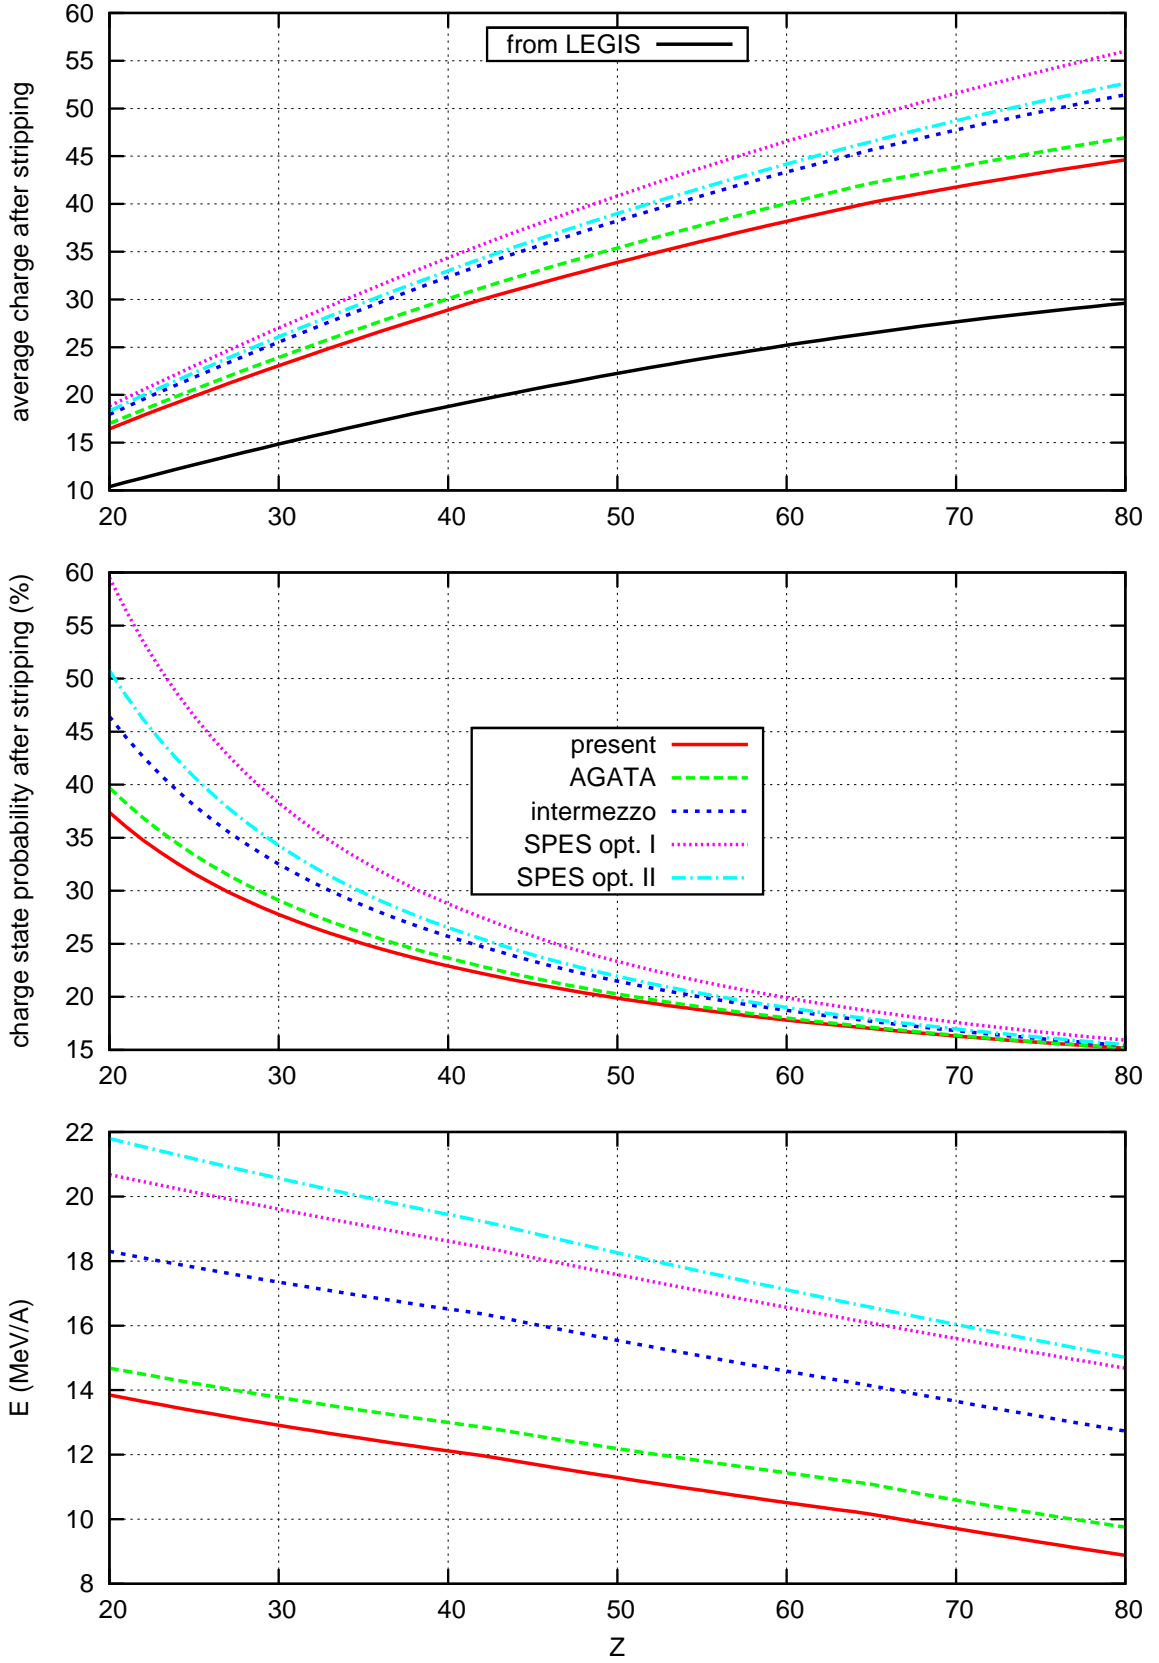 average charge after stripping
60
55
50
45
40
35
30
25
20
15
10
from LEGIS
20 30 40 50 60 70 80
charge state probability after stripping (%)
60
55
50
45
40
35
30
25
20
15
present
AGATA
intermezzo
SPES opt. I
SPES opt. II
20 30 40 50 60 70 80
E (MeV/A)
22
20
18
16
14
12
10
8
20 30 40 50 60 70 80
Z